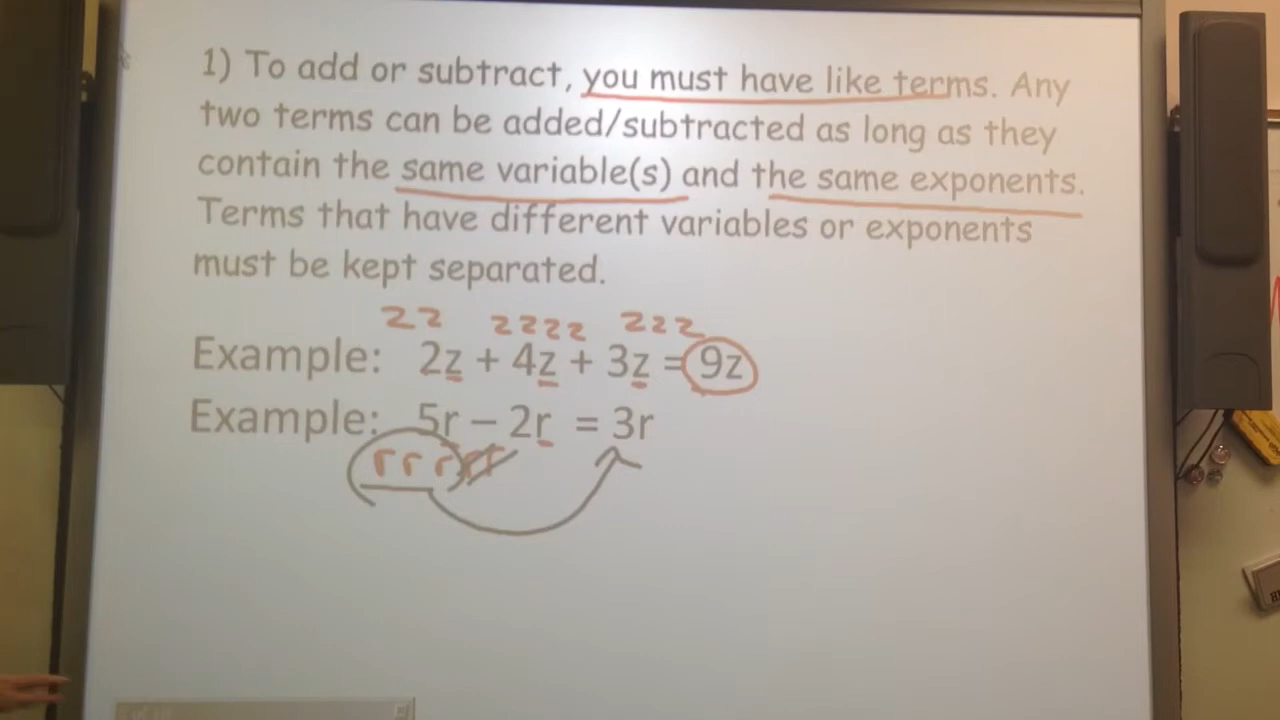 1) To add or subtract, you must have like terms. Any
two terms can be added/subtracted as long as they
contain the same variable(s) and the same exponents.
Terms that have different variables or exponents
must be kept separated.
zz zzzz zzz
Example: 2z + 4z + 3z = 9z
Example: 5r – 2r = 3r
r r r r r